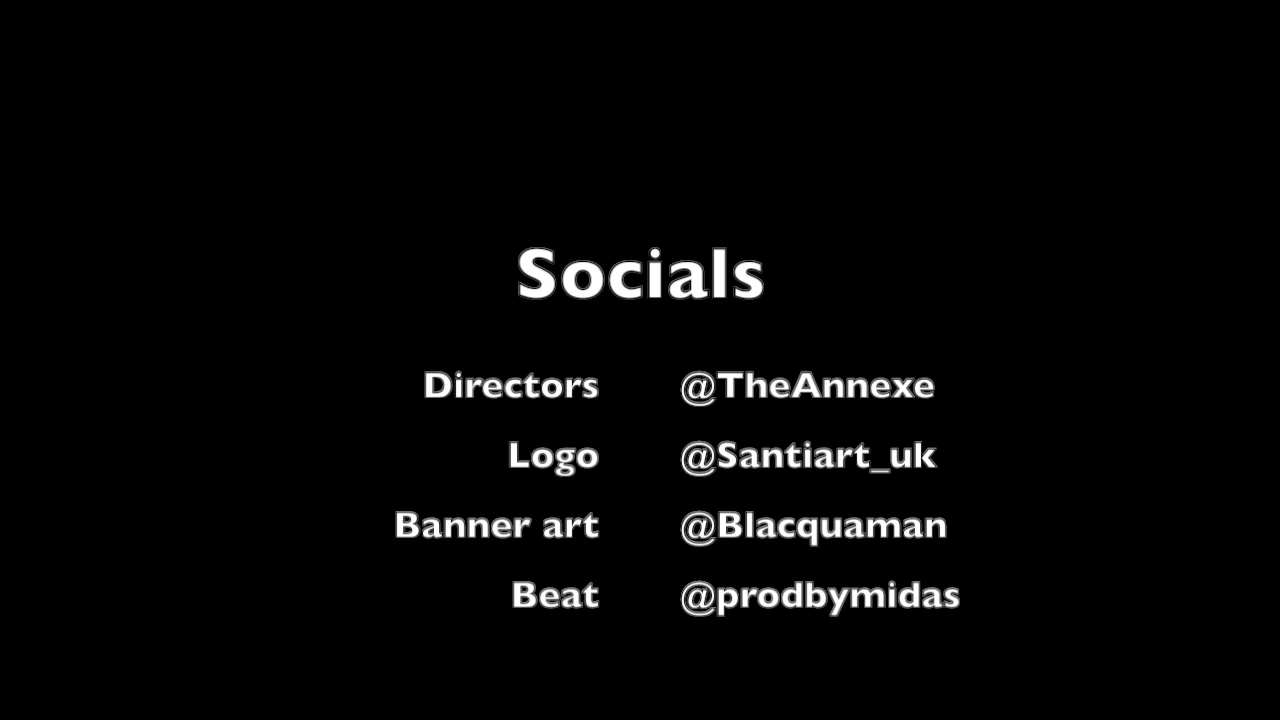 Socials
Directors @TheAnnexe
Logo @Santiart_uk
Banner art @Blacquaman
Beat @prodbymidas